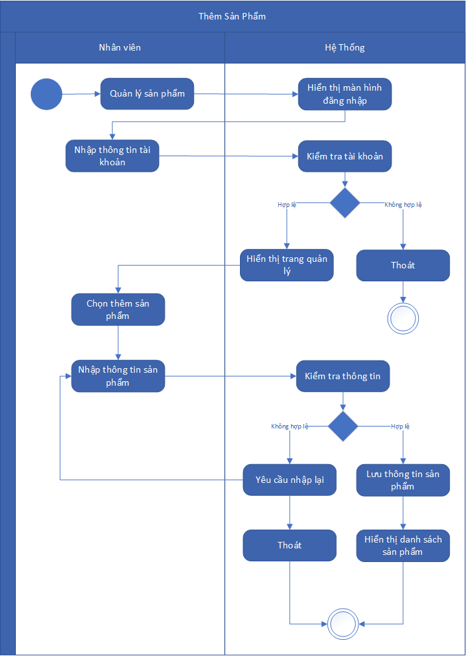 Thêm Sản Phẩm
Nhân viên
Hệ Thống
Quản lý sản phẩm
Hiển thị màn hình
đăng nhập
Nhập thông tin tài
khoản
Kiểm tra tài khoản
Hợp lệ
Không hợp lệ
Hiển thị trang quản
lý
Thoát
Chọn thêm sản
phẩm
Nhập thông tin sản
phẩm
Kiểm tra thông tin
Không hợp lệ
Hợp lệ
Yêu cầu nhập lại
Lưu thông tin sản
phẩm
Thoát
Hiển thị danh sách
sản phẩm